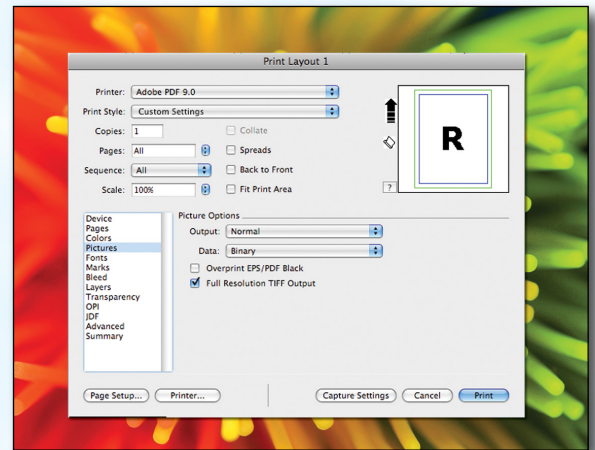 Print Layout 1
Printer: Adobe PDF 9.0
Print Style: Custom Settings
Copies: 1 Collate
Pages: All Spreads
Sequence: All Back to Front
Scale: 100% Fit Print Area
R
?
Device
Pages
Colors
Pictures
Fonts
Marks
Bleed
Layers
Transparency
OPI
JDF
Advanced
Summary
Picture Options
Output: Normal
Data: Binary
Overprint EPS/PDF Black
Full Resolution TIFF Output
Page Setup... Printer... Capture Settings Cancel Print